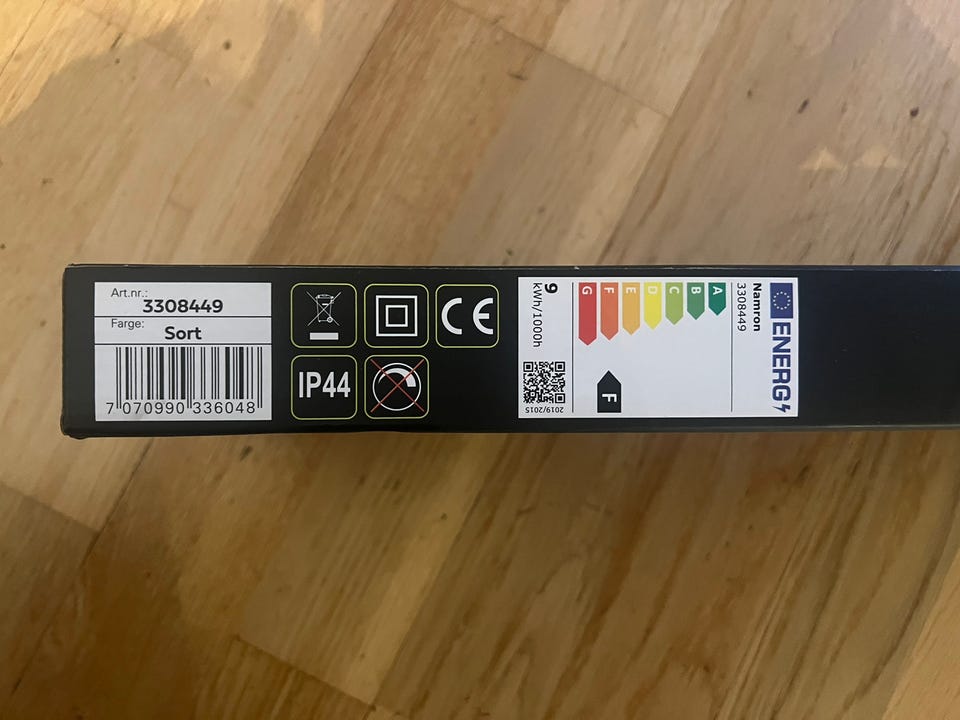 Art.nr.:
3308449
Farge:
Sort
7 070990 336048
CE
IP44
ENERG
Namron
3308449
A
B
C
D
E
F
G
F
9
kWh/1000h
2019/2015